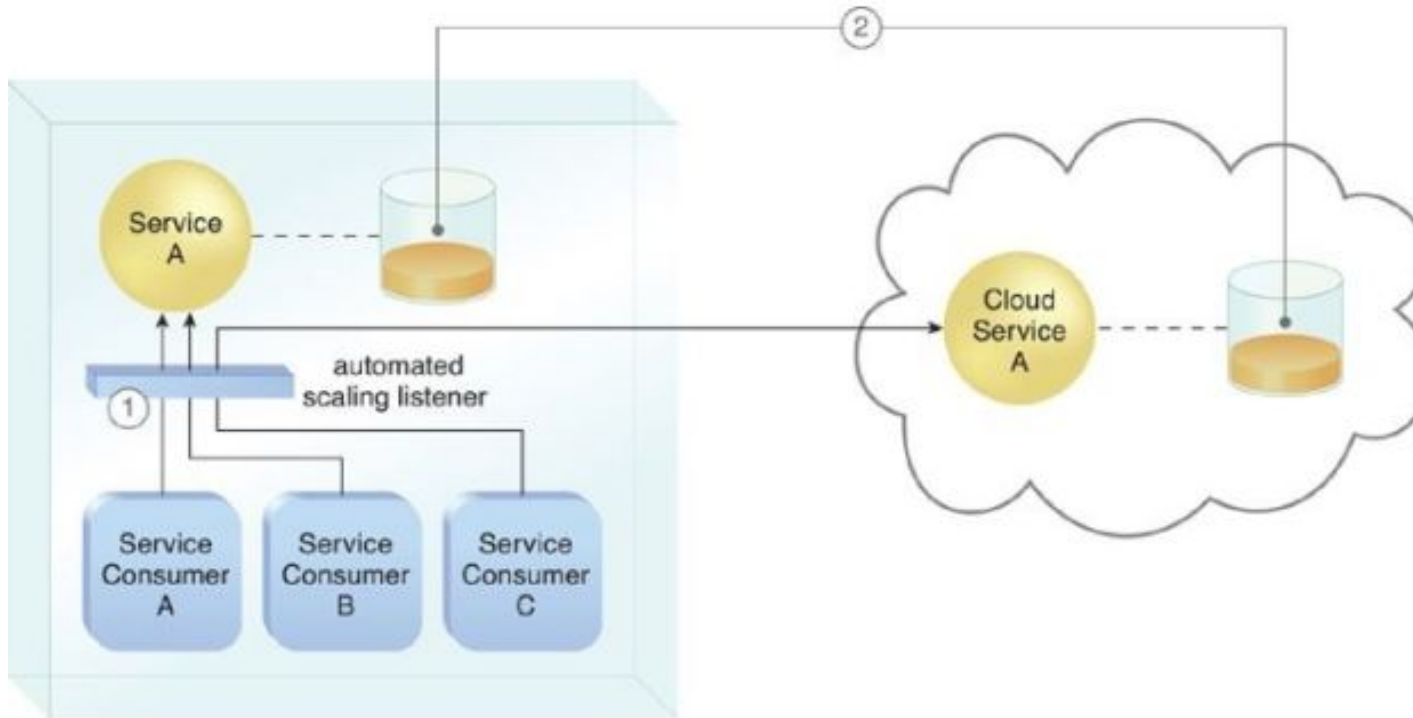 2
Service
A
Cloud
Service
A
automated
scaling listener
1
Service
Consumer
A
Service
Consumer
B
Service
Consumer
C